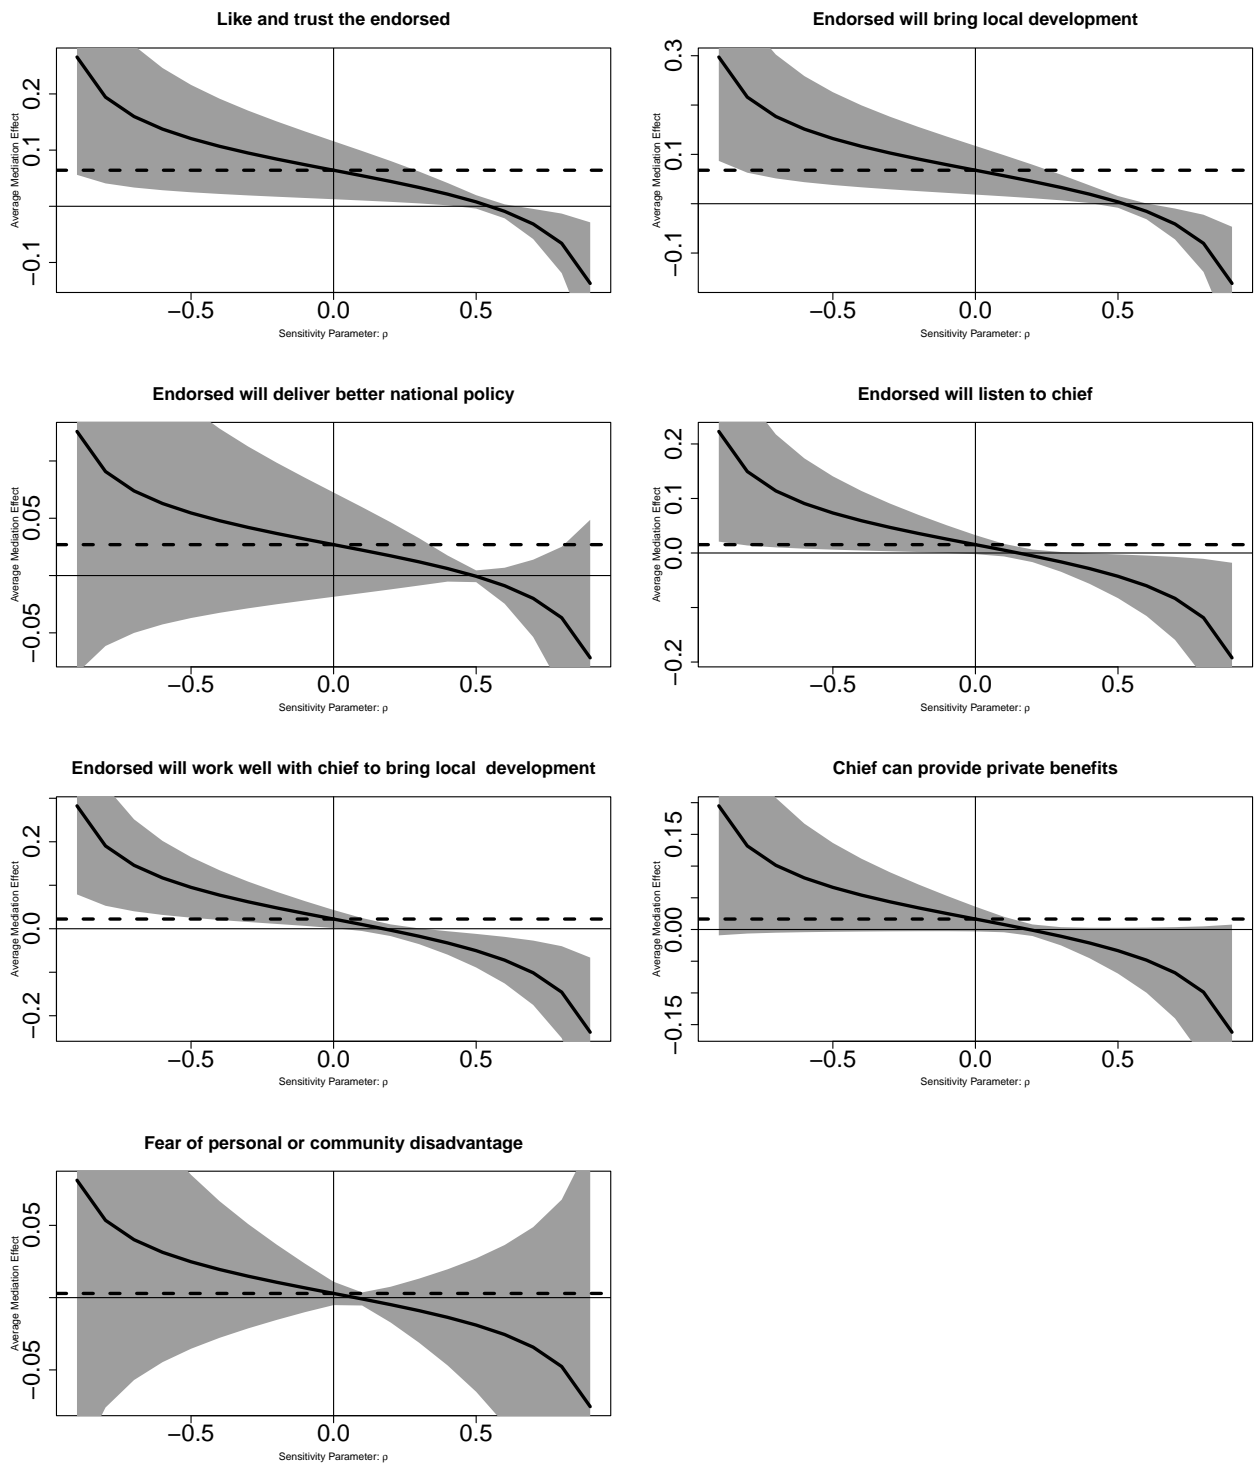 Like and trust the endorsed
Average Mediation Effect
0.2
0.1
−0.1
−0.5 0.0 0.5
Sensitivity Parameter: ρ
Endorsed will bring local development
Average Mediation Effect
0.3
0.1
−0.1
−0.5 0.0 0.5
Sensitivity Parameter: ρ
Endorsed will deliver better national policy
Average Mediation Effect
0.05
−0.05
−0.5 0.0 0.5
Sensitivity Parameter: ρ
Endorsed will listen to chief
Average Mediation Effect
0.2
0.1
0.0
−0.2
−0.5 0.0 0.5
Sensitivity Parameter: ρ
Endorsed will work well with chief to bring local development
Average Mediation Effect
0.2
0.0
−0.2
−0.5 0.0 0.5
Sensitivity Parameter: ρ
Chief can provide private benefits
Average Mediation Effect
0.15
0.00
−0.15
−0.5 0.0 0.5
Sensitivity Parameter: ρ
Fear of personal or community disadvantage
Average Mediation Effect
0.05
−0.05
−0.5 0.0 0.5
Sensitivity Parameter: ρ